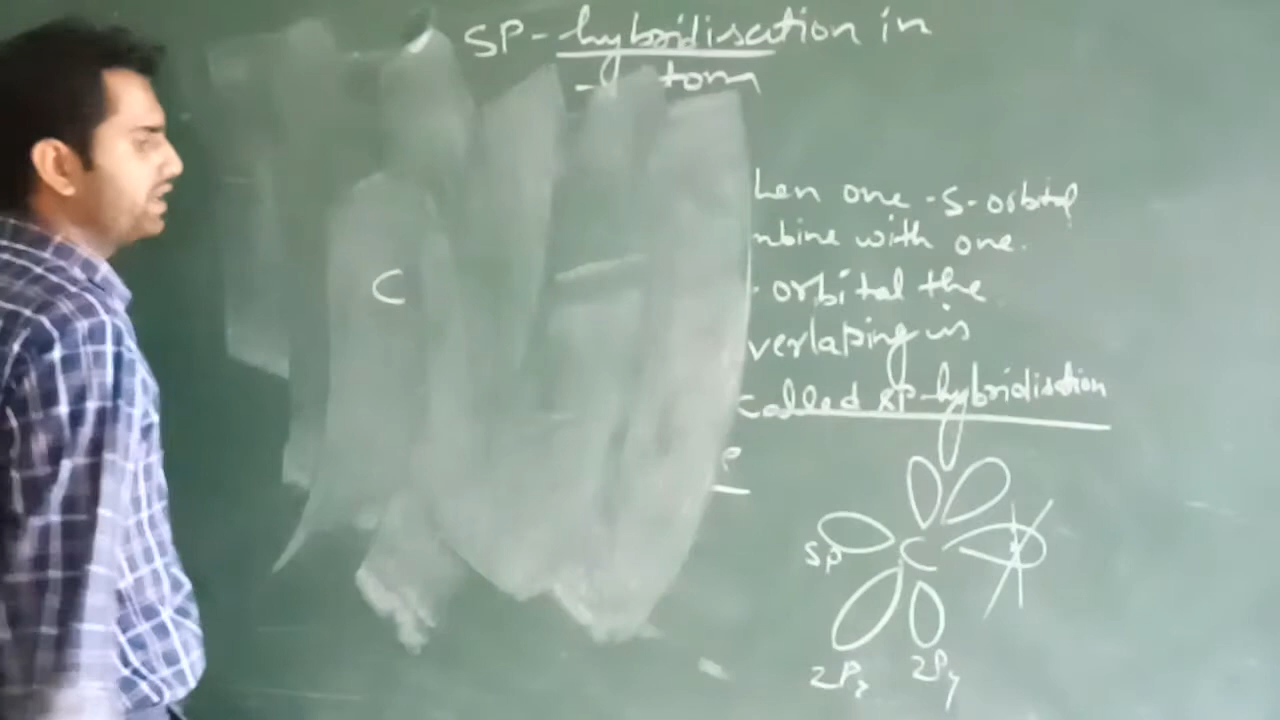 SP-hybridisation in
tom
C
hen one -s-orbital
mbine with one.
orbital the
verlaping is
called sp-hybridisation
e
SP
C
2Pz 2Py